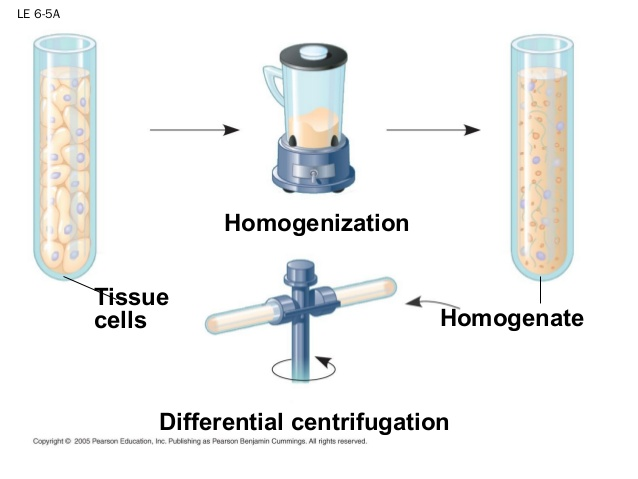 LE 6-5A
Homogenization
Tissue
cells
Homogenate
Differential centrifugation
Copyright © 2005 Pearson Education, Inc. Publishing as Pearson Benjamin Cummings. All rights reserved.